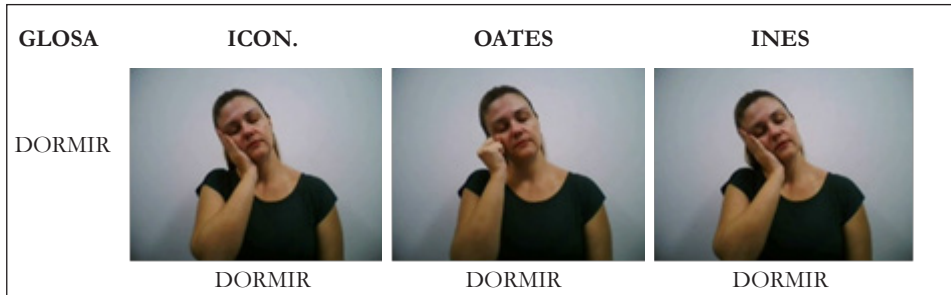 GLOSA ICON. OATES INES
DORMIR
DORMIR DORMIR DORMIR